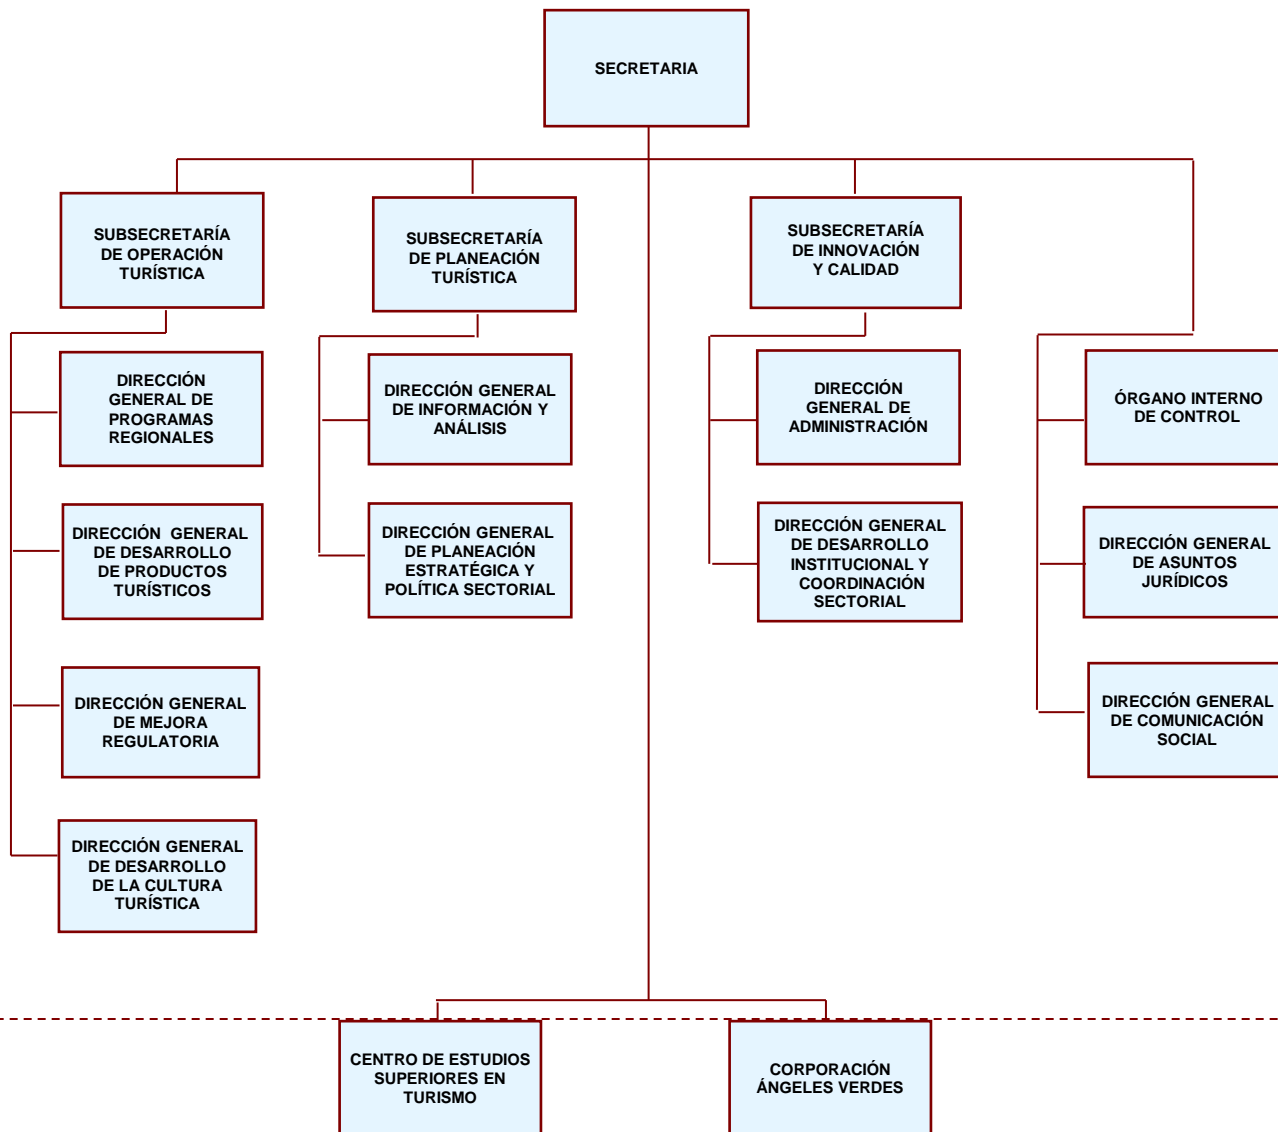 SECRETARIA
SUBSECRETARÍA
DE OPERACIÓN
TURÍSTICA
SUBSECRETARÍA
DE PLANEACIÓN
TURÍSTICA
SUBSECRETARÍA
DE INNOVACIÓN
Y CALIDAD
DIRECCIÓN
GENERAL DE
PROGRAMAS
REGIONALES
DIRECCIÓN GENERAL
DE INFORMACIÓN Y
ANÁLISIS
DIRECCIÓN
GENERAL DE
ADMINISTRACIÓN
ÓRGANO INTERNO
DE CONTROL
DIRECCIÓN GENERAL
DE DESARROLLO
DE PRODUCTOS
TURÍSTICOS
DIRECCIÓN GENERAL
DE PLANEACIÓN
ESTRATÉGICA Y
POLÍTICA SECTORIAL
DIRECCIÓN GENERAL
DE DESARROLLO
INSTITUCIONAL Y
COORDINACIÓN
SECTORIAL
DIRECCIÓN GENERAL
DE ASUNTOS
JURÍDICOS
DIRECCIÓN GENERAL
DE MEJORA
REGULATORIA
DIRECCIÓN GENERAL
DE COMUNICACIÓN
SOCIAL
DIRECCIÓN GENERAL
DE DESARROLLO
DE LA CULTURA
TURÍSTICA
CENTRO DE ESTUDIOS
SUPERIORES EN
TURISMO
CORPORACIÓN
ÁNGELES VERDES